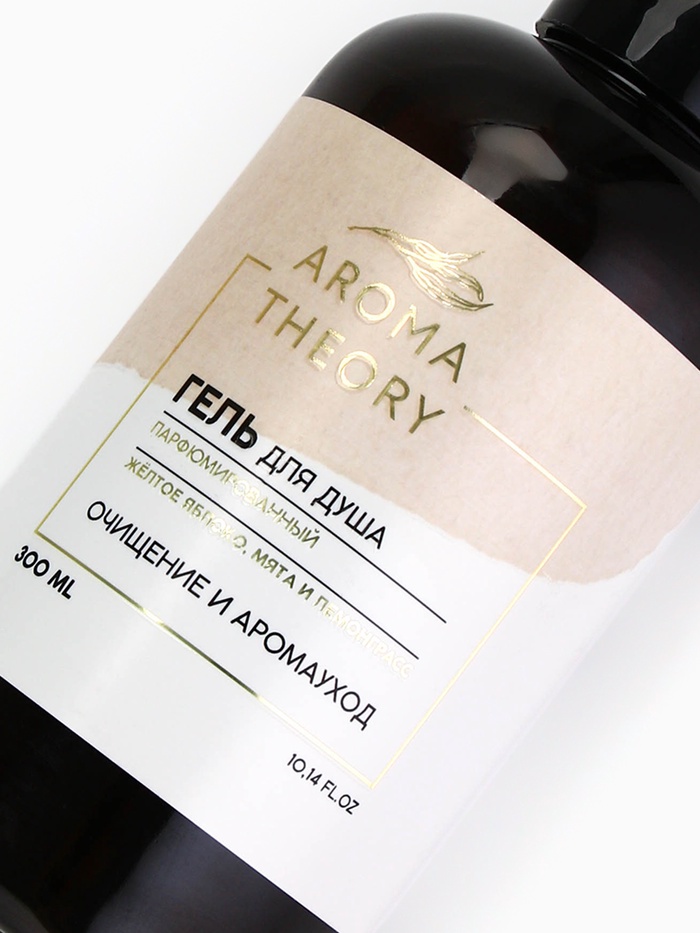 AROMA
THEORY
ГЕЛЬ ДЛЯ ДУША
ПАРФЮМИРОВАННЫЙ
ЖЁЛТОЕ ЯБЛОКО, МЯТА И ЛЕМОНГРАСС
ОЧИЩЕНИЕ И АРОМАУХОД
300 ML
10,14 FL.OZ